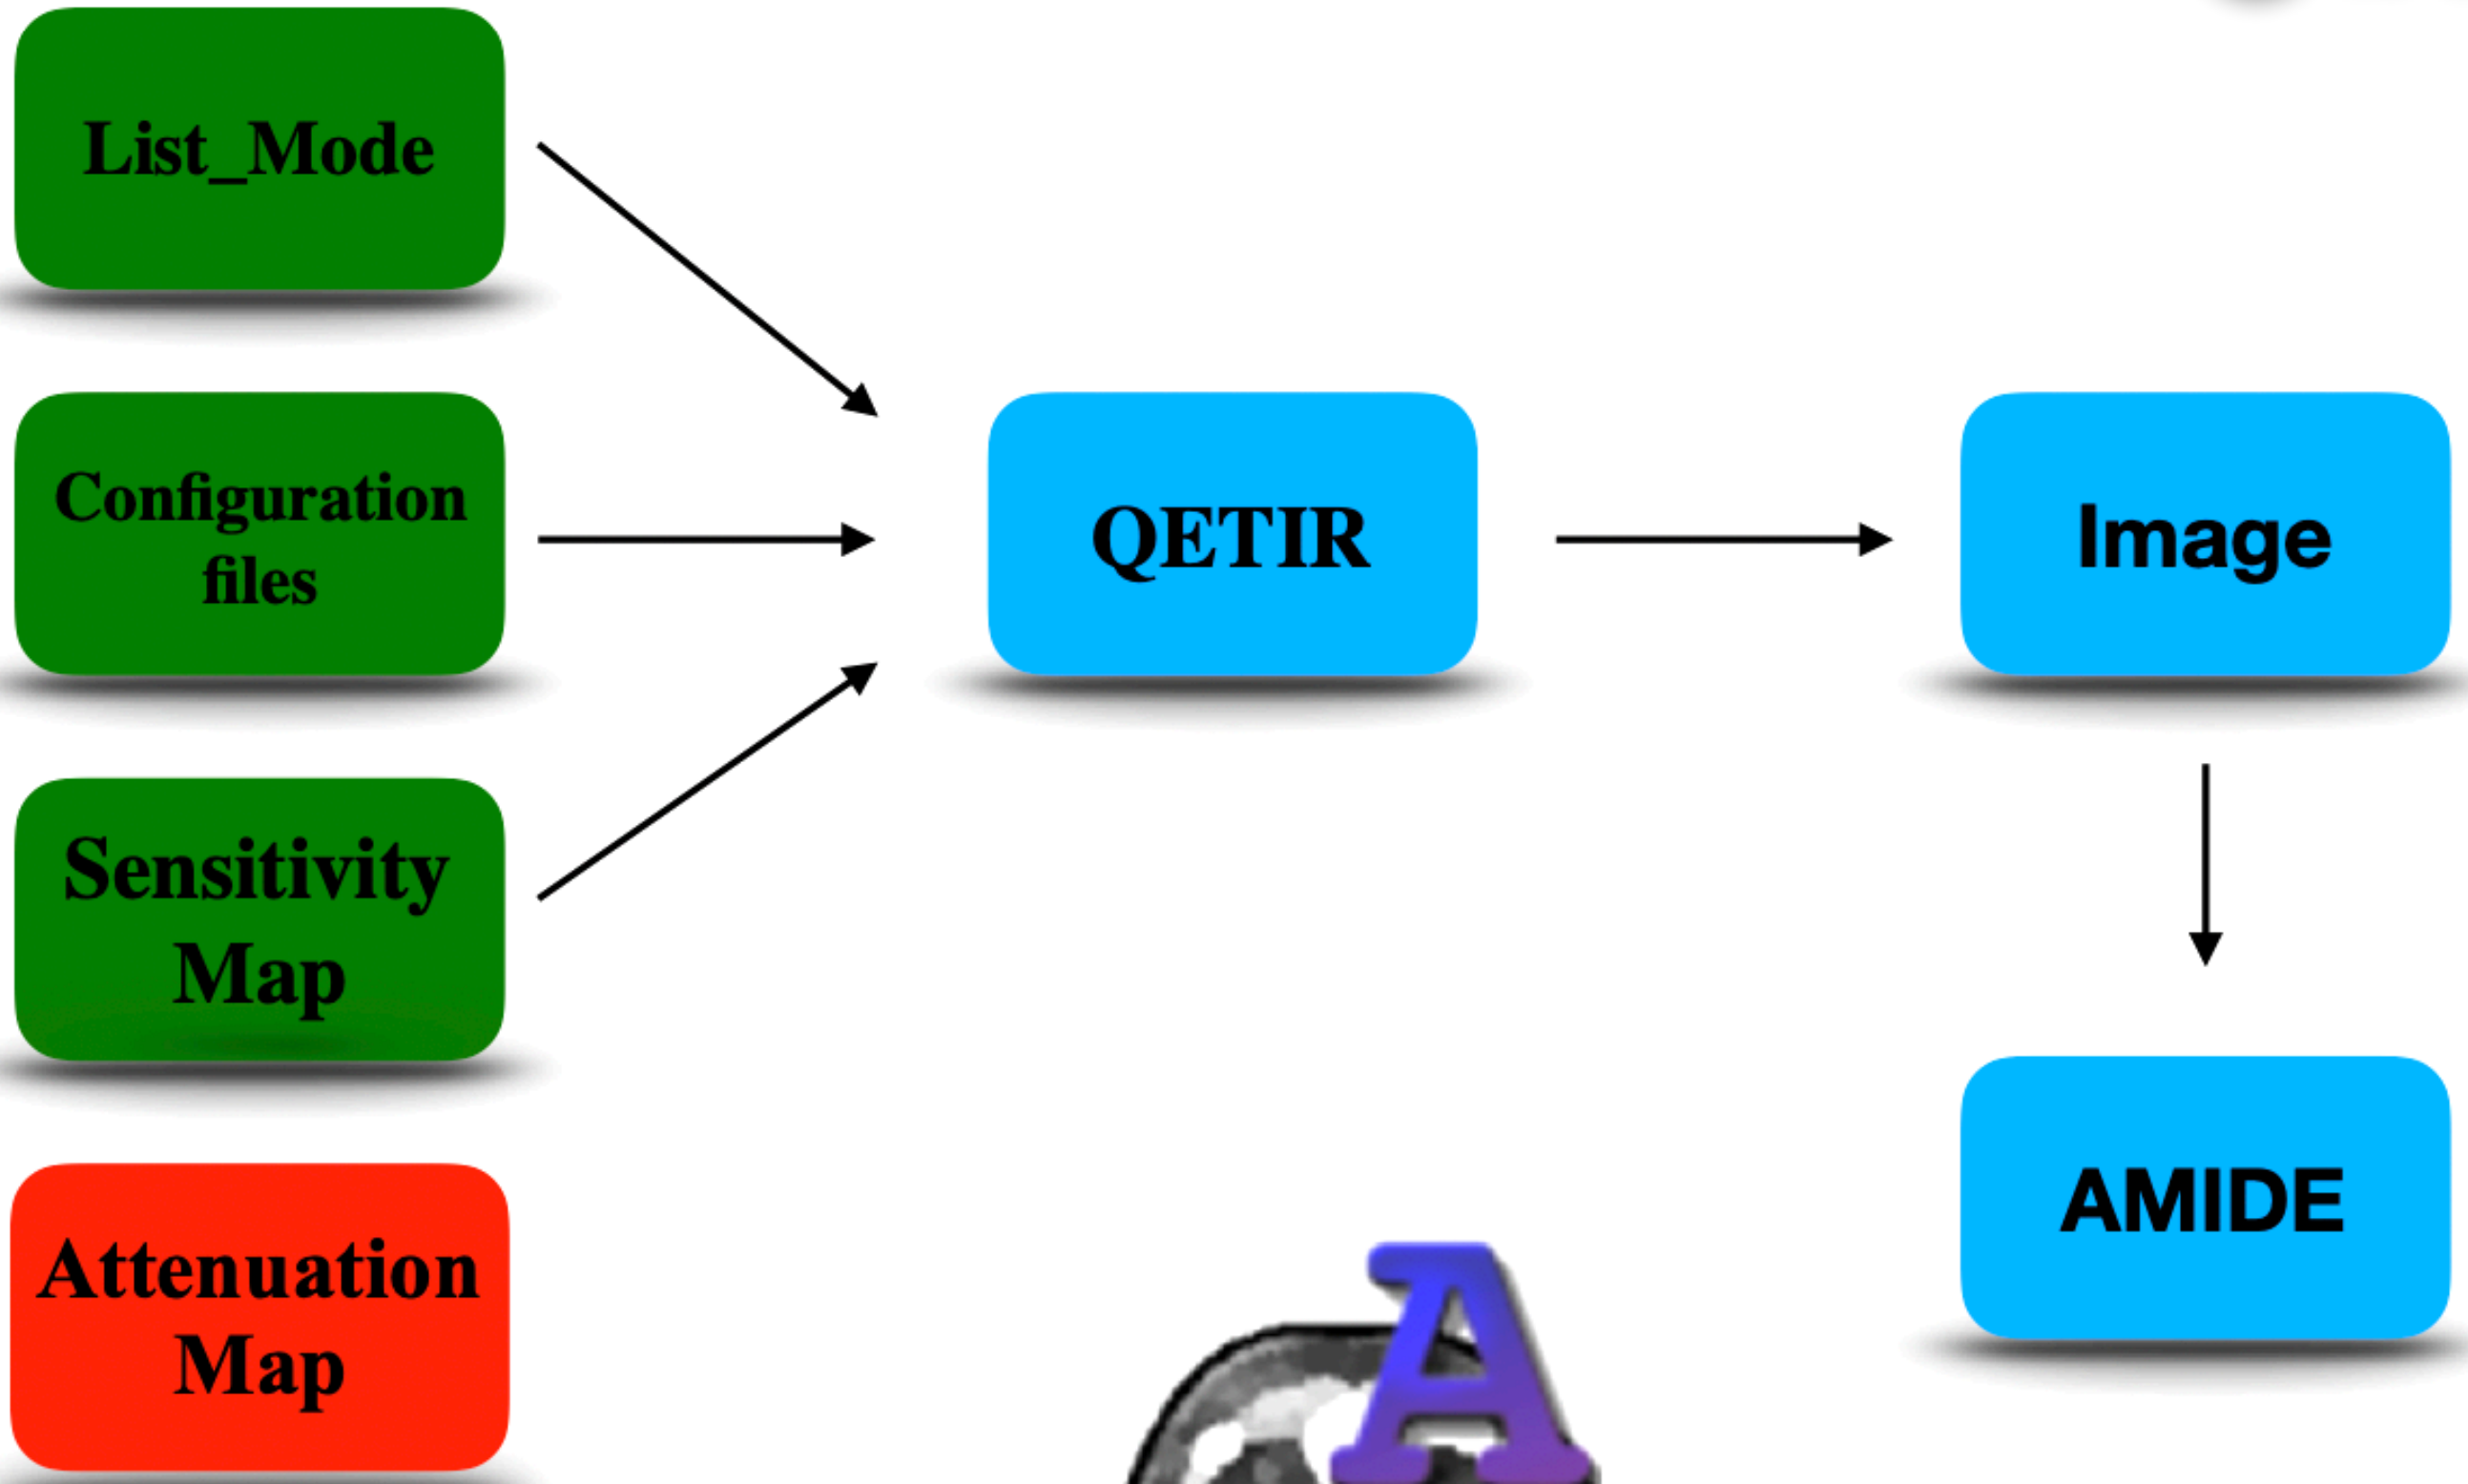 List_Mode
Configuration
files
Sensitivity
Map
Attenuation
Map
QETIR
Image
AMIDE
A